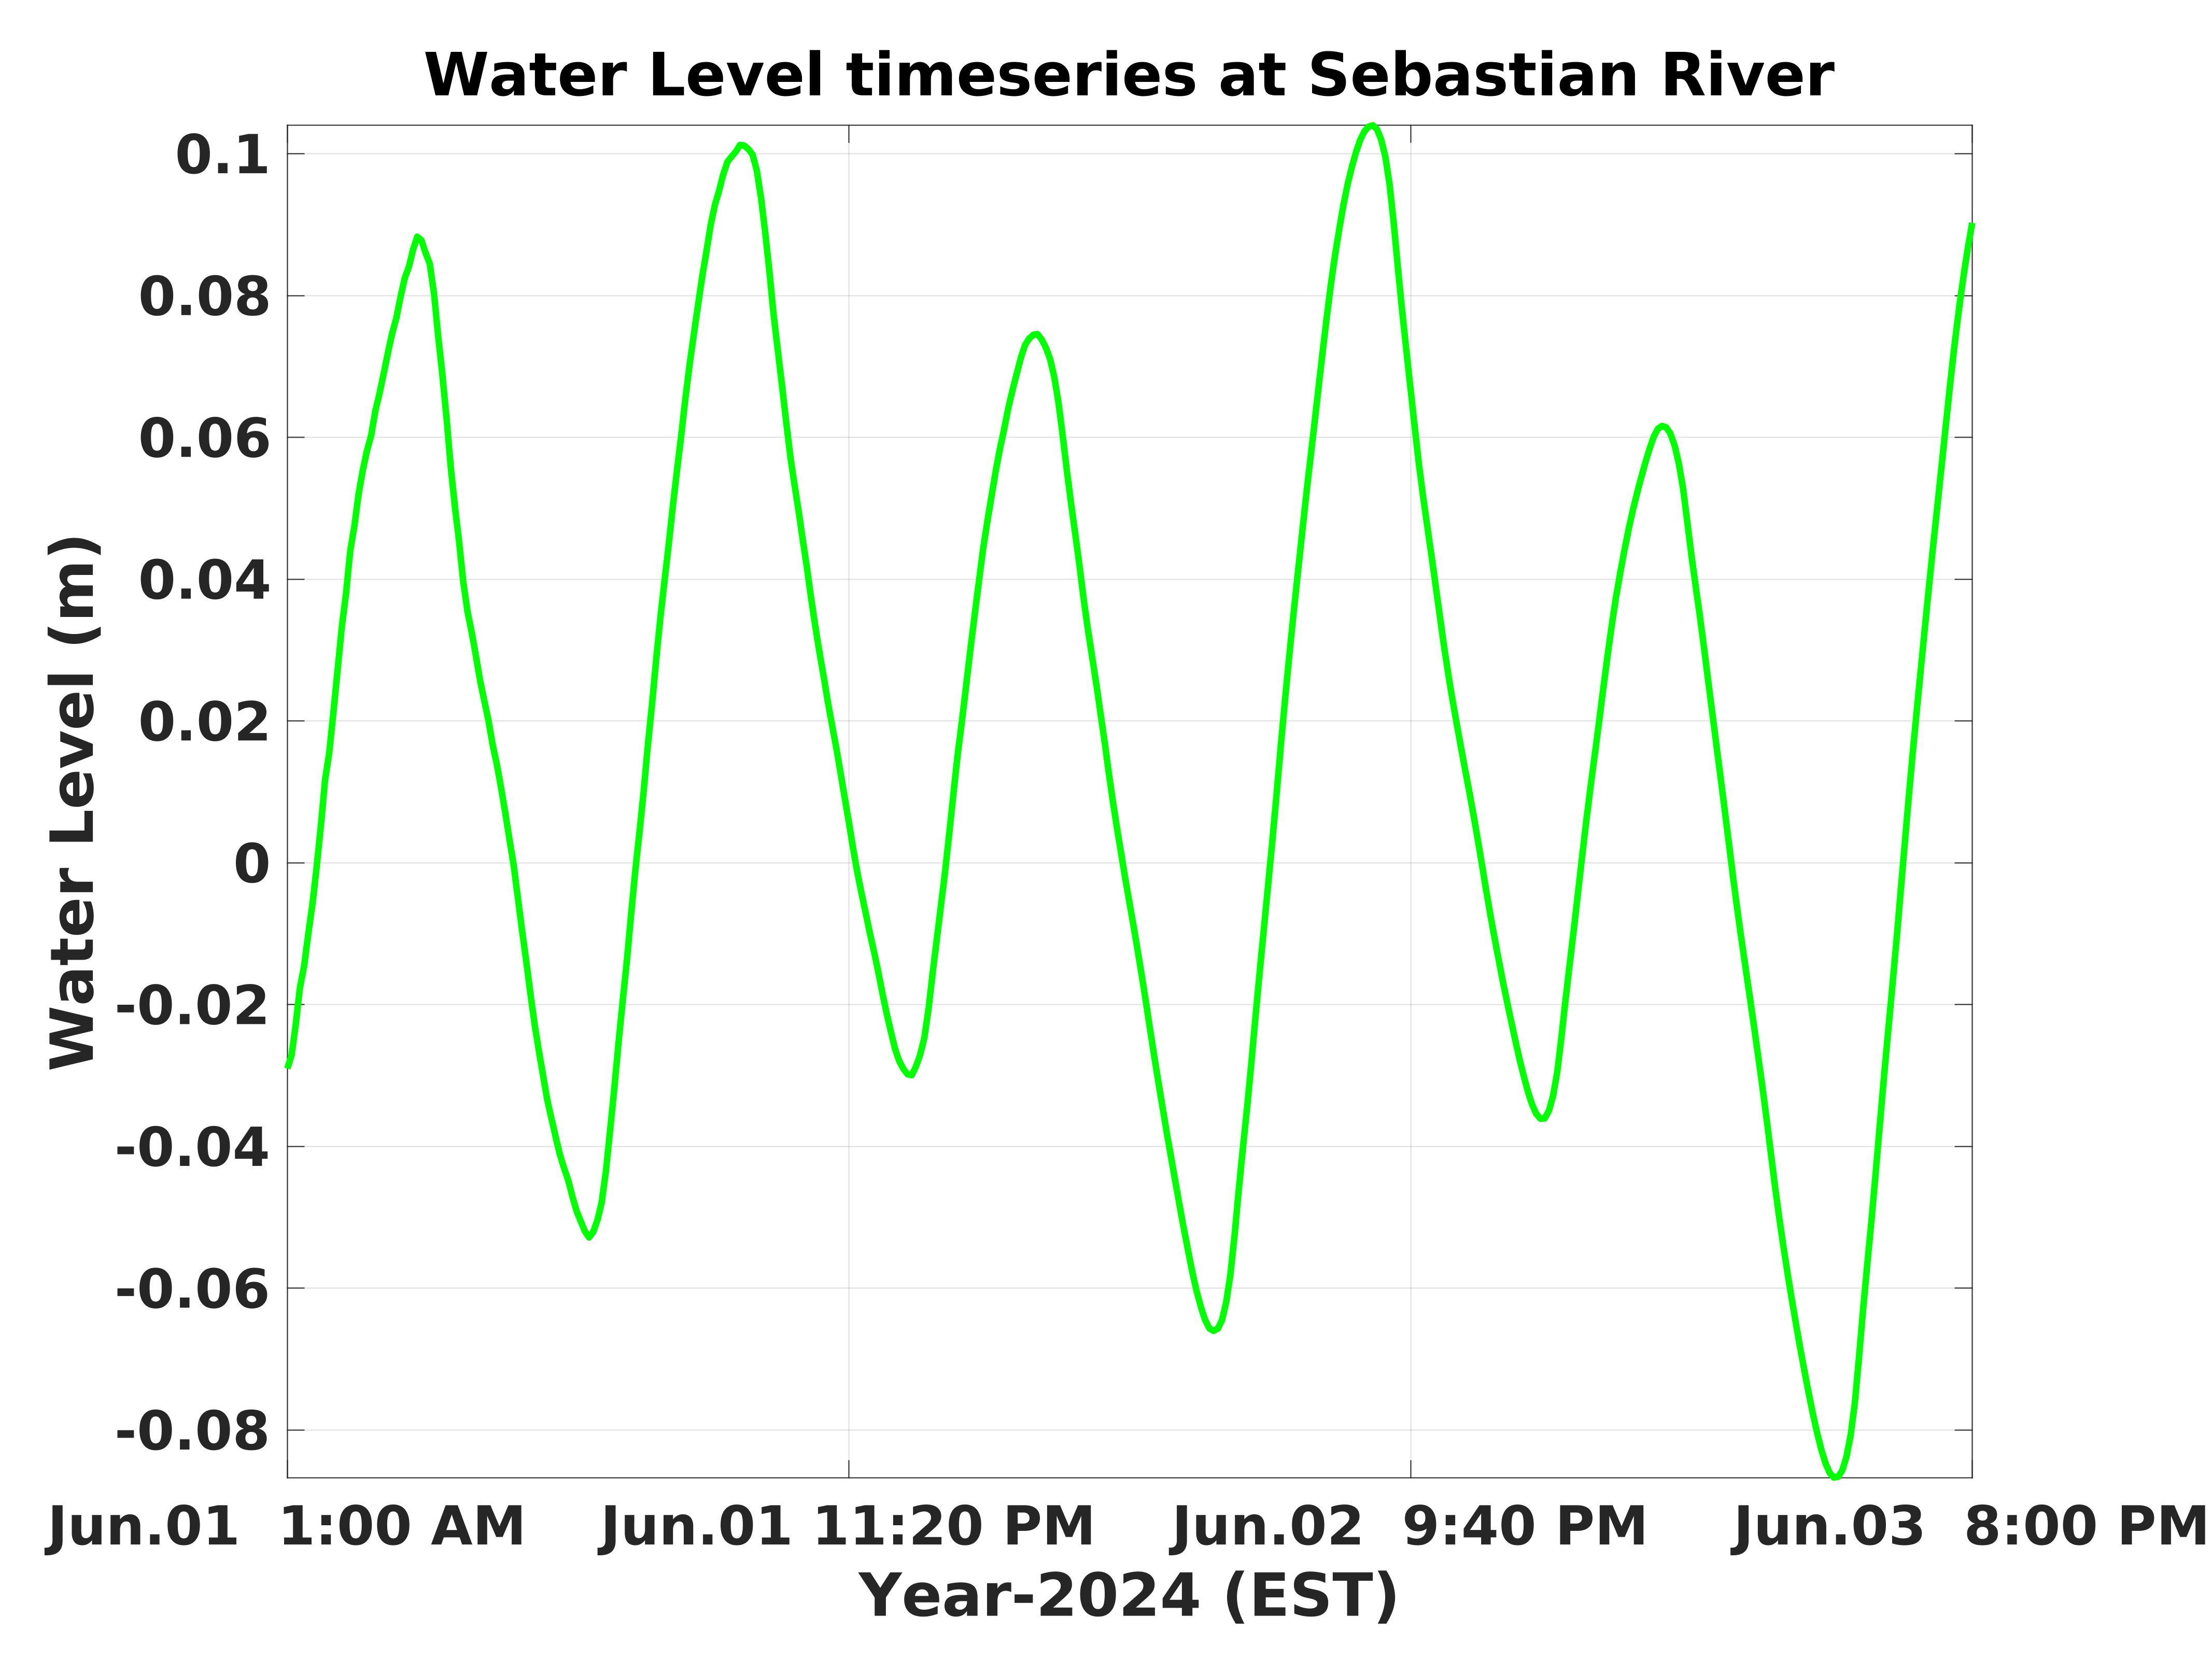 Water Level timeseries at Sebastian River
0.1
0.08
0.06
0.04
0.02
0
-0.02
-0.04
-0.06
-0.08
Water Level (m)
Jun.01 1:00 AM Jun.01 11:20 PM Jun.02 9:40 PM Jun.03 8:00 PM
Year-2024 (EST)